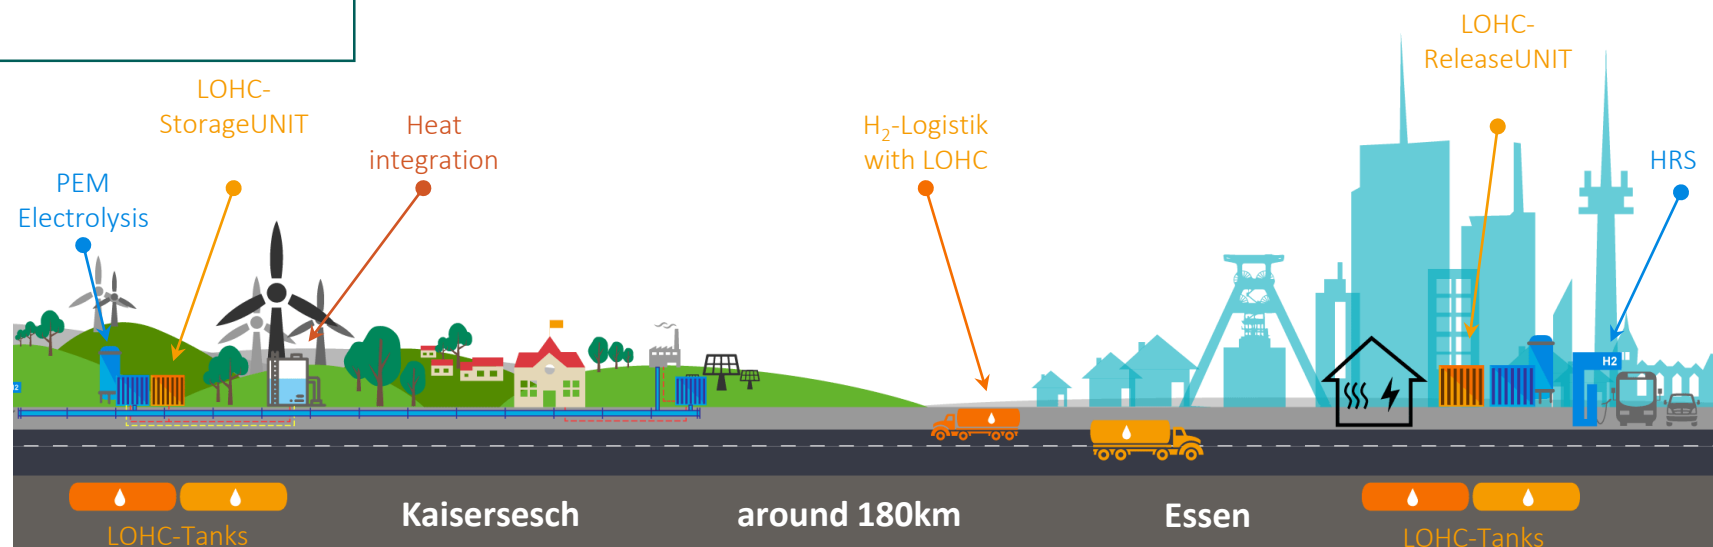 LOHC-
StorageUNIT
PEM
Electrolysis
Heat
integration
H₂-Logistik
with LOHC
LOHC-
ReleaseUNIT
HRS
H2
LOHC-Tanks
Kaisersesch
around 180km
Essen
LOHC-Tanks